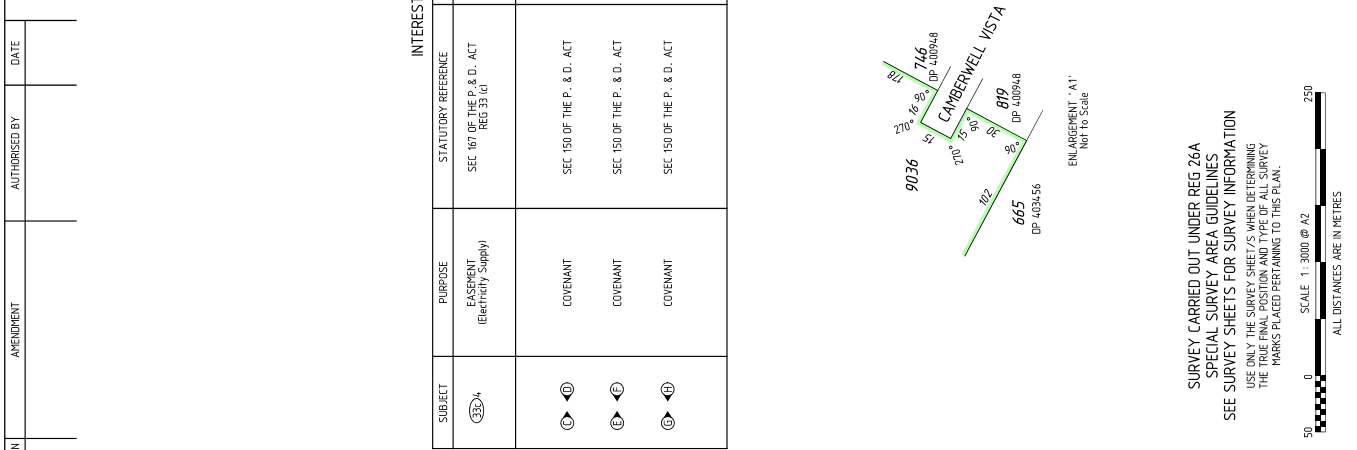 N
AMENDMENT
AUTHORISED BY
DATE
INTEREST
SUBJECT
PURPOSE
STATUTORY REFERENCE
33c 4
EASEMENT
(Electricity Supply)
SEC 167 OF THE P. & D. ACT
REG 33 (c)
C D
COVENANT
SEC 150 OF THE P. & D. ACT
E F
COVENANT
SEC 150 OF THE P. & D. ACT
G H
COVENANT
SEC 150 OF THE P. & D. ACT
178
746
DP 400948
90°
16
270°
CAMBERWELL VISTA
15
9036
270°
15
90°
819
DP 400948
30
90°
102
665
DP 403456
ENLARGEMENT 'A1'
Not to Scale
SURVEY CARRIED OUT UNDER REG 26A
SPECIAL SURVEY AREA GUIDELINES
SEE SURVEY SHEETS FOR SURVEY INFORMATION
USE ONLY THE SURVEY SHEET/S WHEN DETERMINING
THE TRUE FINAL POSITION AND TYPE OF ALL SURVEY
MARKS PLACED PERTAINING TO THIS PLAN.
SCALE 1:3000 @ A2
50 0 250
ALL DISTANCES ARE IN METRES